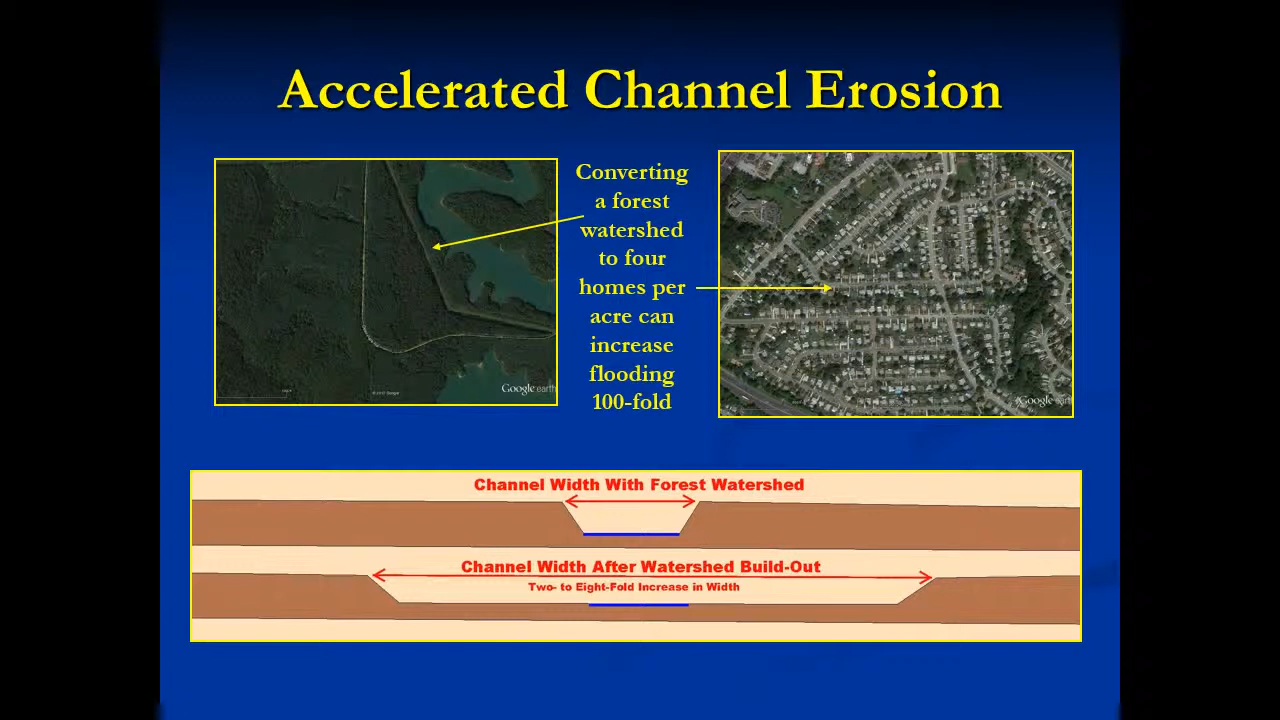 Accelerated Channel Erosion
Converting
a forest
watershed
to four
homes per
acre can
increase
flooding
100-fold
Google earth
Google eart
Channel Width With Forest Watershed
Channel Width After Watershed Build-Out
Two- to Eight-Fold Increase in Width